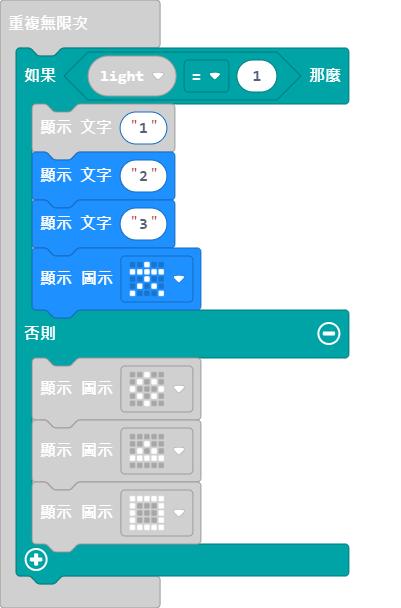 重複無限次
如果 light = 1 那麼
顯示 文字 "1"
顯示 文字 "2"
顯示 文字 "3"
顯示 圖示
否則
顯示 圖示
顯示 圖示
顯示 圖示